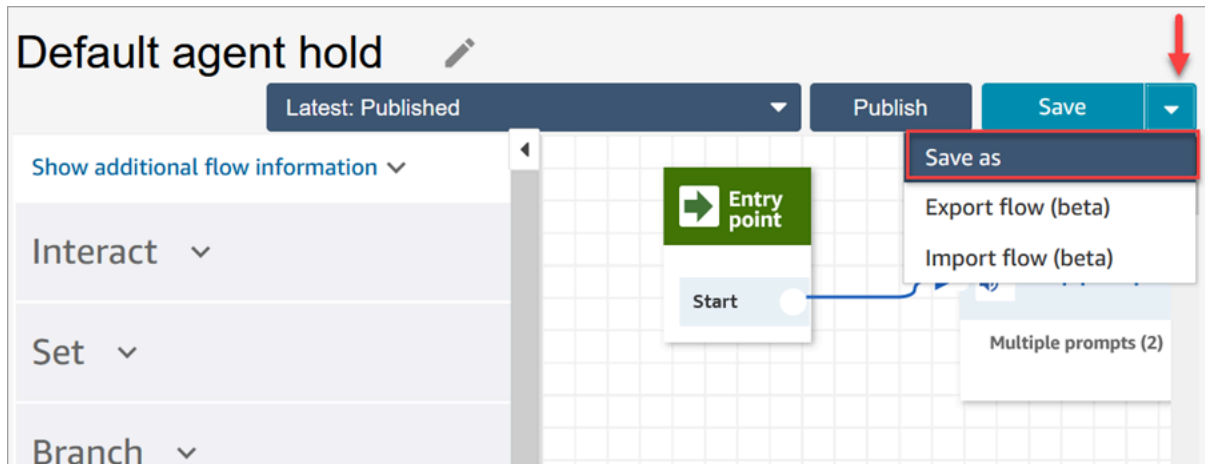 Default agent hold
Latest: Published
Publish
Save
Show additional flow information
Save as
Export flow (beta)
Import flow (beta)
Interact
Entry
point
Start
Set
Multiple prompts (2)
Branch